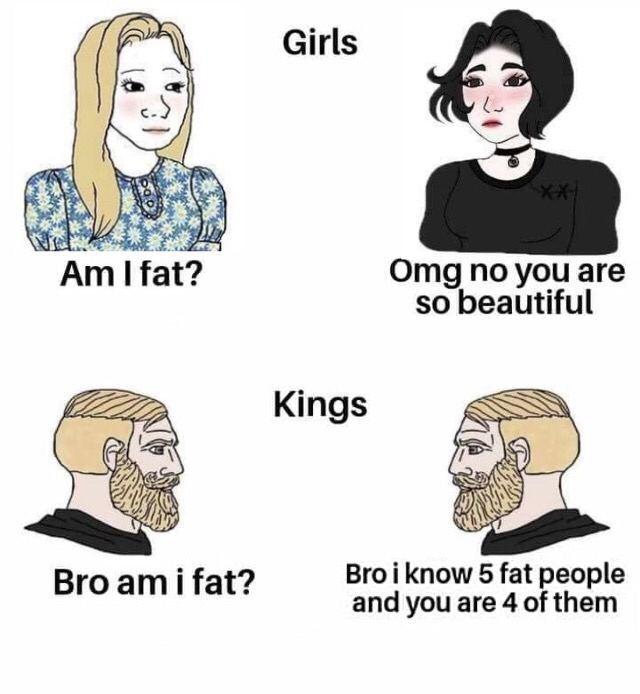 Girls
Am I fat?
Omg no you are
so beautiful
Kings
Bro am i fat?
Bro i know 5 fat people
and you are 4 of them